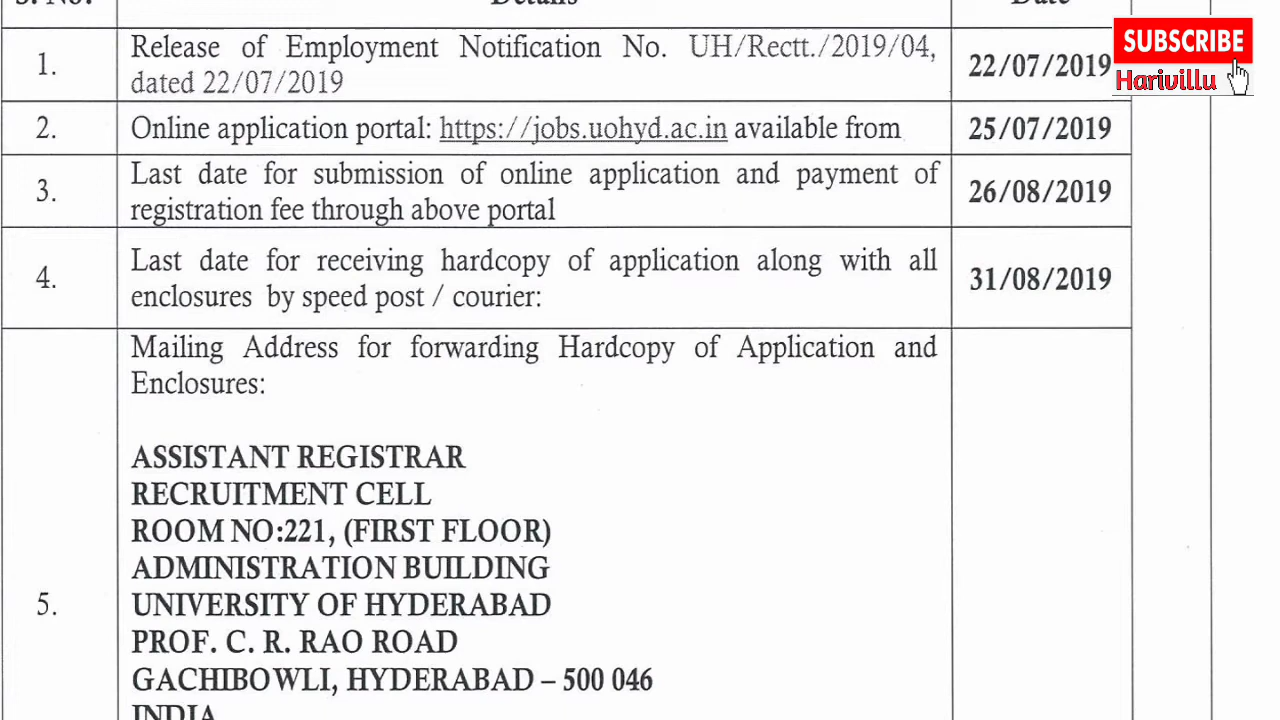 S. No. Details Date
1. Release of Employment Notification No. UH/Rectt./2019/04, 22/07/2019
dated 22/07/2019
2. Online application portal: https://jobs.uohyd.ac.in available from 25/07/2019
3. Last date for submission of online application and payment of 26/08/2019
registration fee through above portal
4. Last date for receiving hardcopy of application along with all 31/08/2019
enclosures by speed post / courier:
5. Mailing Address for forwarding Hardcopy of Application and
Enclosures:
ASSISTANT REGISTRAR
RECRUITMENT CELL
ROOM NO:221, (FIRST FLOOR)
ADMINISTRATION BUILDING
UNIVERSITY OF HYDERABAD
PROF. C. R. RAO ROAD
GACHIBOWLI, HYDERABAD – 500 046
INDIA
SUBSCRIBE
Harivillu